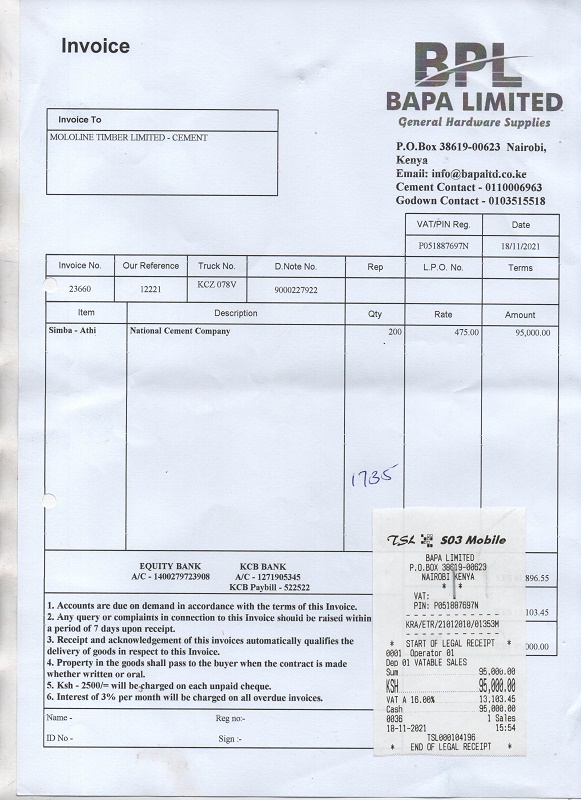 Invoice
BPL
BAPA LIMITED
General Hardware Supplies
P.O.Box 38619-00623 Nairobi,
Kenya
Email: info@bapaltd.co.ke
Cement Contact - 0110006963
Godown Contact - 0103515518
Invoice To
MOLOLINE TIMBER LIMITED - CEMENT
VAT/PIN Reg. Date
P051887697N 18/11/2021
Invoice No. Our Reference Truck No. D.Note No. Rep L.P.O. No. Terms
23660 12221 KCZ 078V 9000227922
Item Description Qty Rate Amount
Simba - Athi National Cement Company 200 475.00 95,000.00
1735
EQUITY BANK KCB BANK
A/C - 1400279723908 A/C - 1271905345
KCB Paybill - 522522
896.55
103.45
000.00
1. Accounts are due on demand in accordance with the terms of this Invoice.
2. Any query or complaints in connection to this Invoice should be raised within
a period of 7 days upon receipt.
3. Receipt and acknowledgement of this invoices automatically qualifies the
delivery of goods in respect to this Invoice.
4. Property in the goods shall pass to the buyer when the contract is made
whether written or oral.
5. Ksh - 2500/= will be charged on each unpaid cheque.
6. Interest of 3% per month will be charged on all overdue invoices.
Name - Reg no:-
ID No - Sign :-
TSL S03 Mobile
BAPA LIMITED
P.O.BOX 38619-00623
NAIROBI KENYA
* *
VAT:
PIN: P051887697N
KRA/ETR/21012010/01353M
* START OF LEGAL RECEIPT *
0001 Operator 01
Dep 01 VATABLE SALES
Sum 95,000.00
KSH 95,000.00
VAT A 16.00% 13,103.45
Cash 95,000.00
0036 1 Sales
18-11-2021 15:54
TSL000104196
* END OF LEGAL RECEIPT *